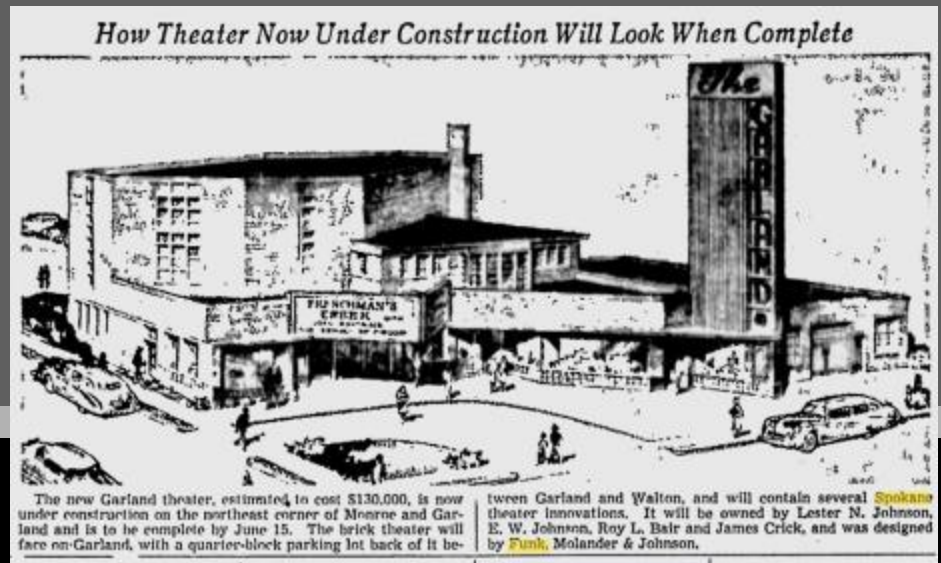 How Theater Now Under Construction Will Look When Complete
The
GARLAND
FRENCHMAN'S
CREEK
The new Garland theater, estimated to cost $130,000, is now
under construction on the northeast corner of Monroe and Gar-
land and is to be complete by June 15. The brick theater will
face on Garland, with a quarter-block parking lot back of it be-
tween Garland and Walton, and will contain several Spokane
theater innovations. It will be owned by Lester N. Johnson,
E. W. Johnson, Roy L. Bair and James Crick, and was designed
by Funk, Molander & Johnson.